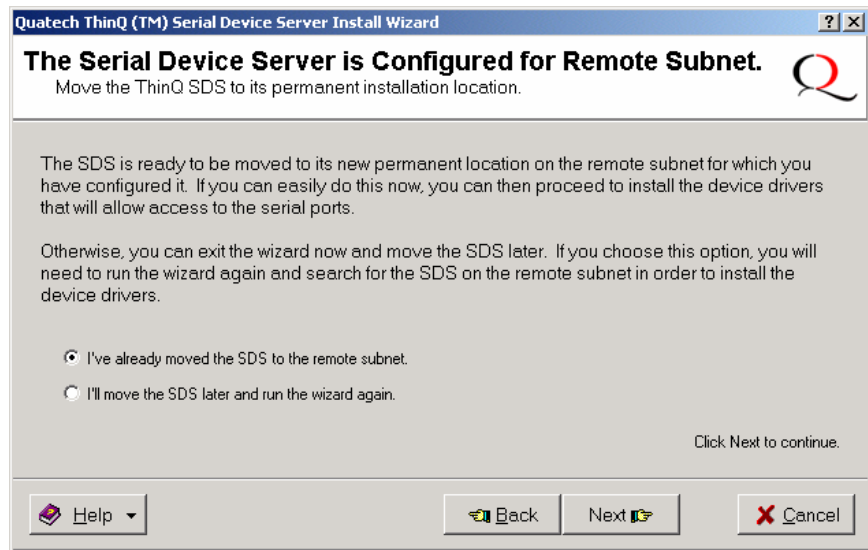 Quatech ThinQ (TM) Serial Device Server Install Wizard
The Serial Device Server is Configured for Remote Subnet.
Move the ThinQ SDS to its permanent installation location.
The SDS is ready to be moved to its new permanent location on the remote subnet for which you
have configured it. If you can easily do this now, you can then proceed to install the device drivers
that will allow access to the serial ports.
Otherwise, you can exit the wizard now and move the SDS later. If you choose this option, you will
need to run the wizard again and search for the SDS on the remote subnet in order to install the
device drivers.
I've already moved the SDS to the remote subnet.
I'll move the SDS later and run the wizard again.
Click Next to continue.
Help
Back
Next
Cancel